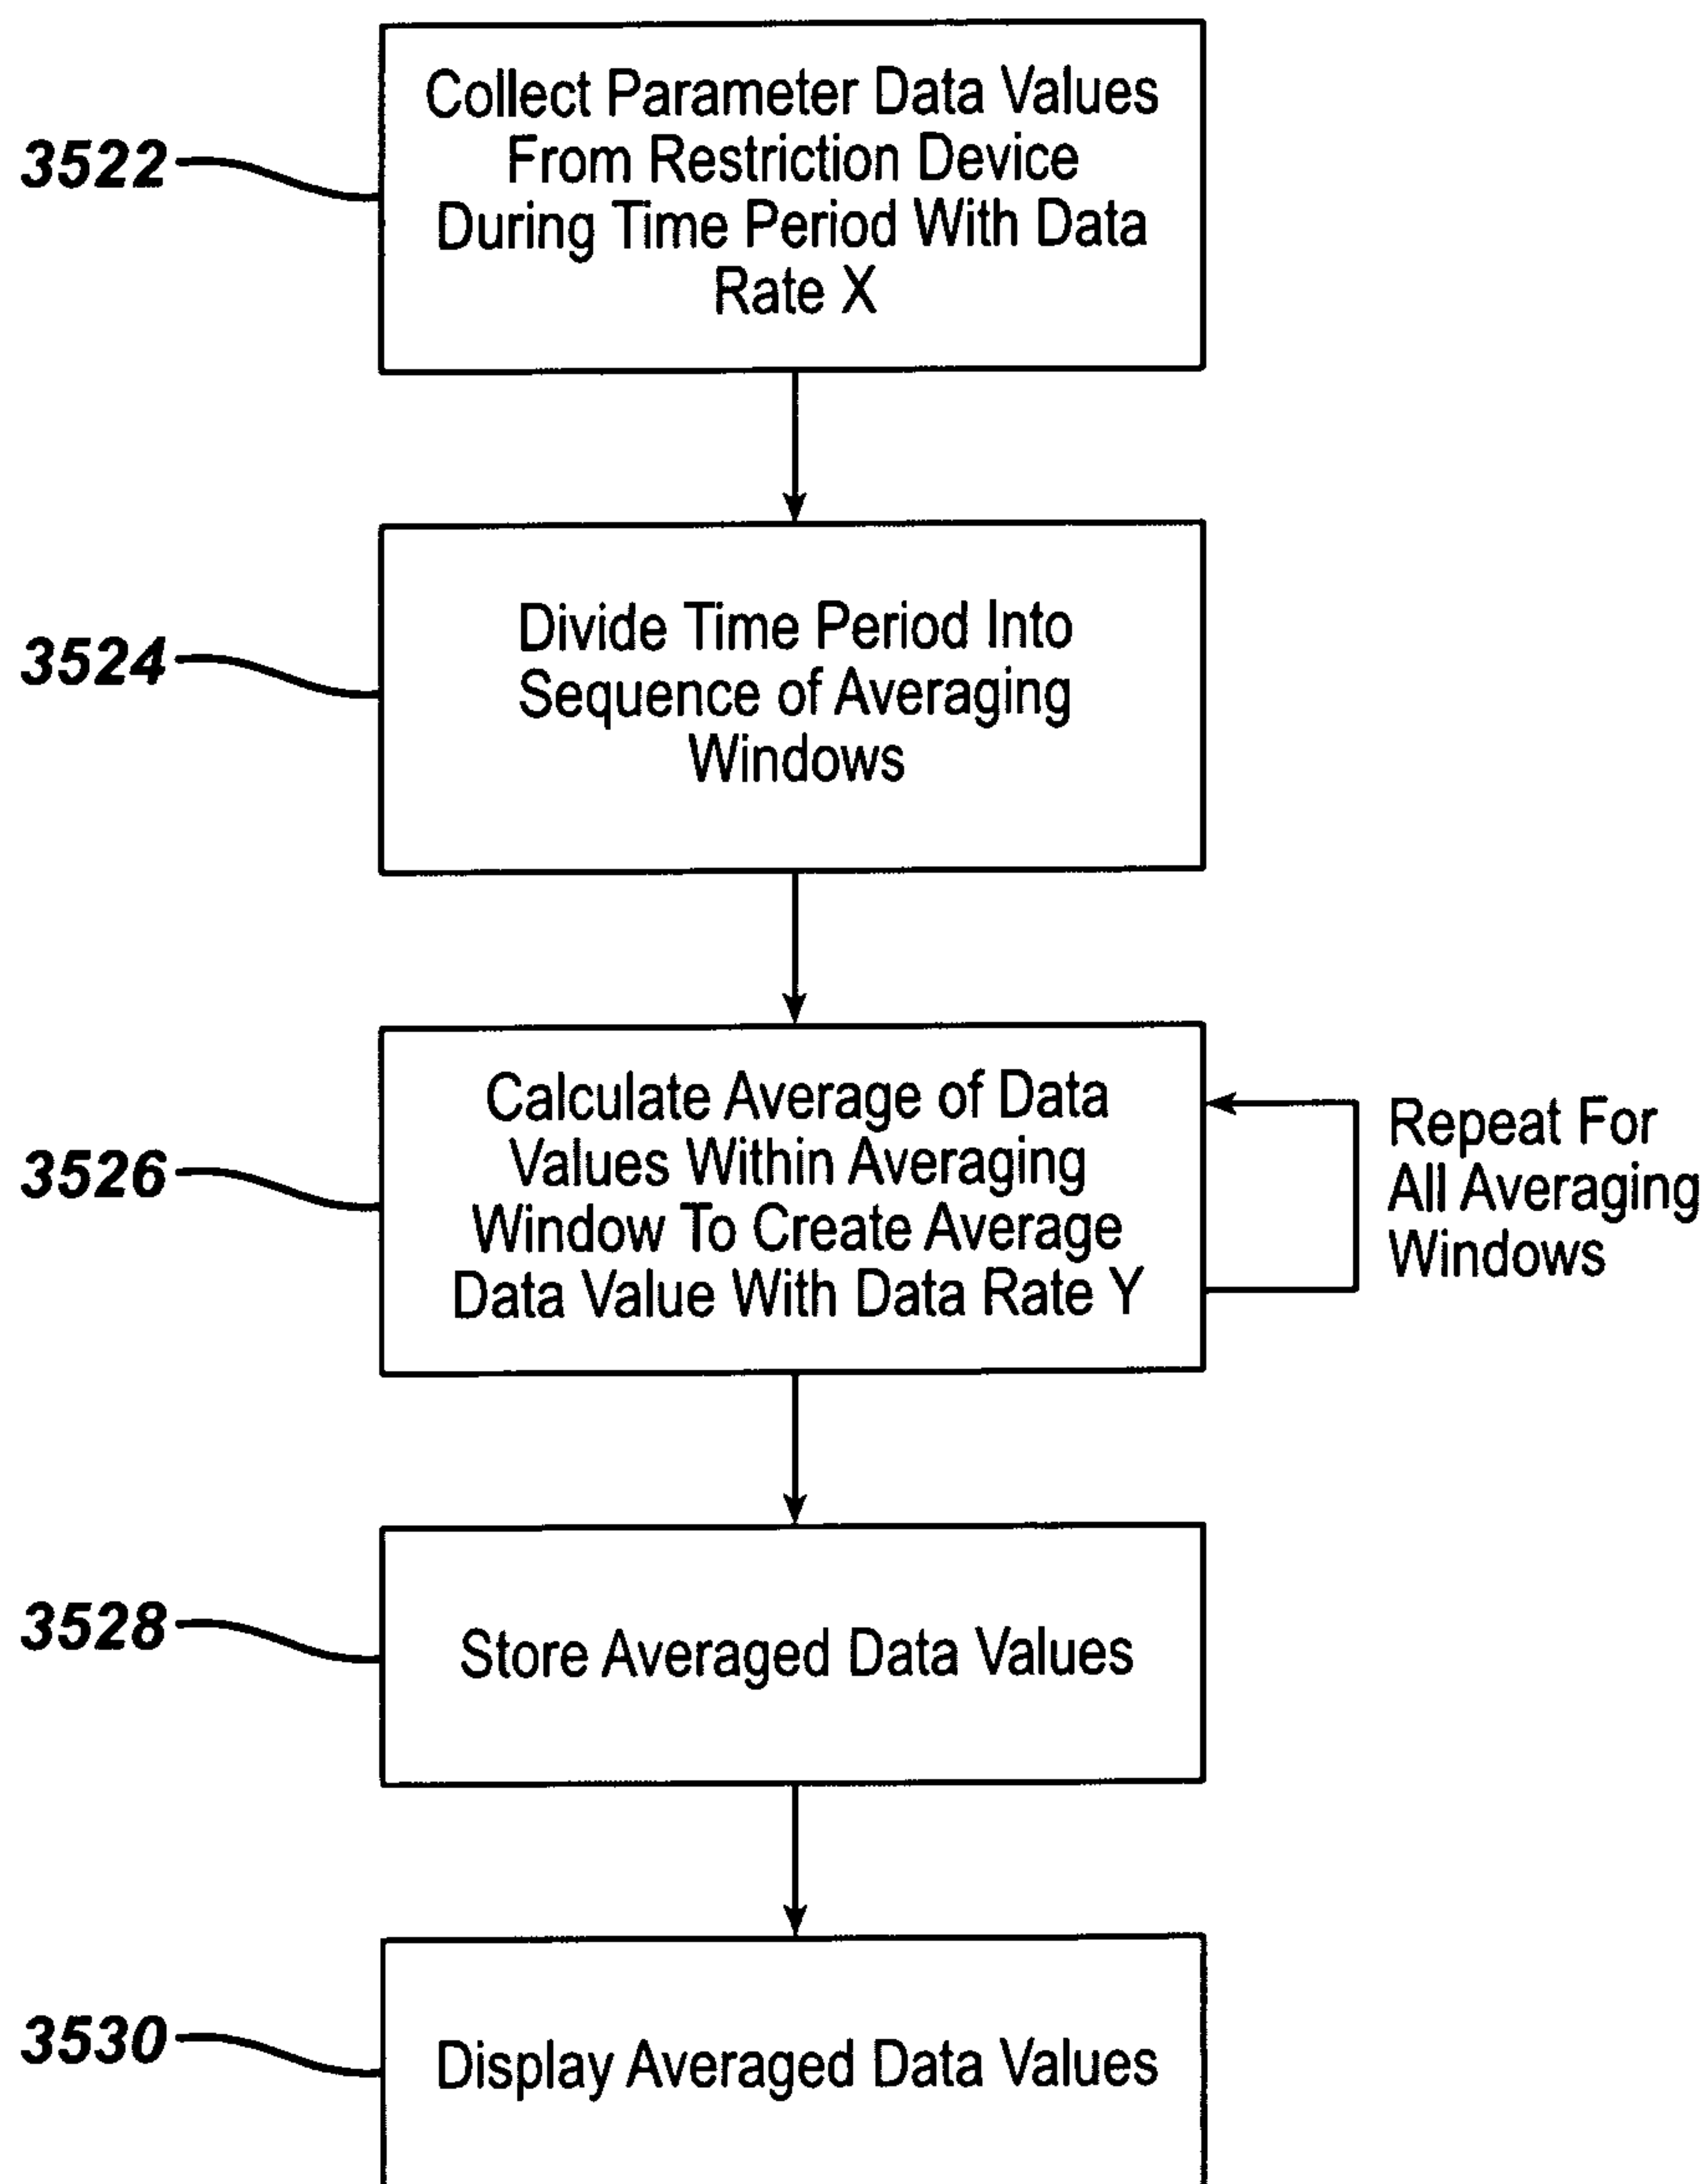 3522
Collect Parameter Data Values
From Restriction Device
During Time Period With Data
Rate X
3524
Divide Time Period Into
Sequence of Averaging
Windows
3526
Calculate Average of Data
Values Within Averaging
Window To Create Average
Data Value With Data Rate Y
Repeat For
All Averaging
Windows
3528
Store Averaged Data Values
3530
Display Averaged Data Values